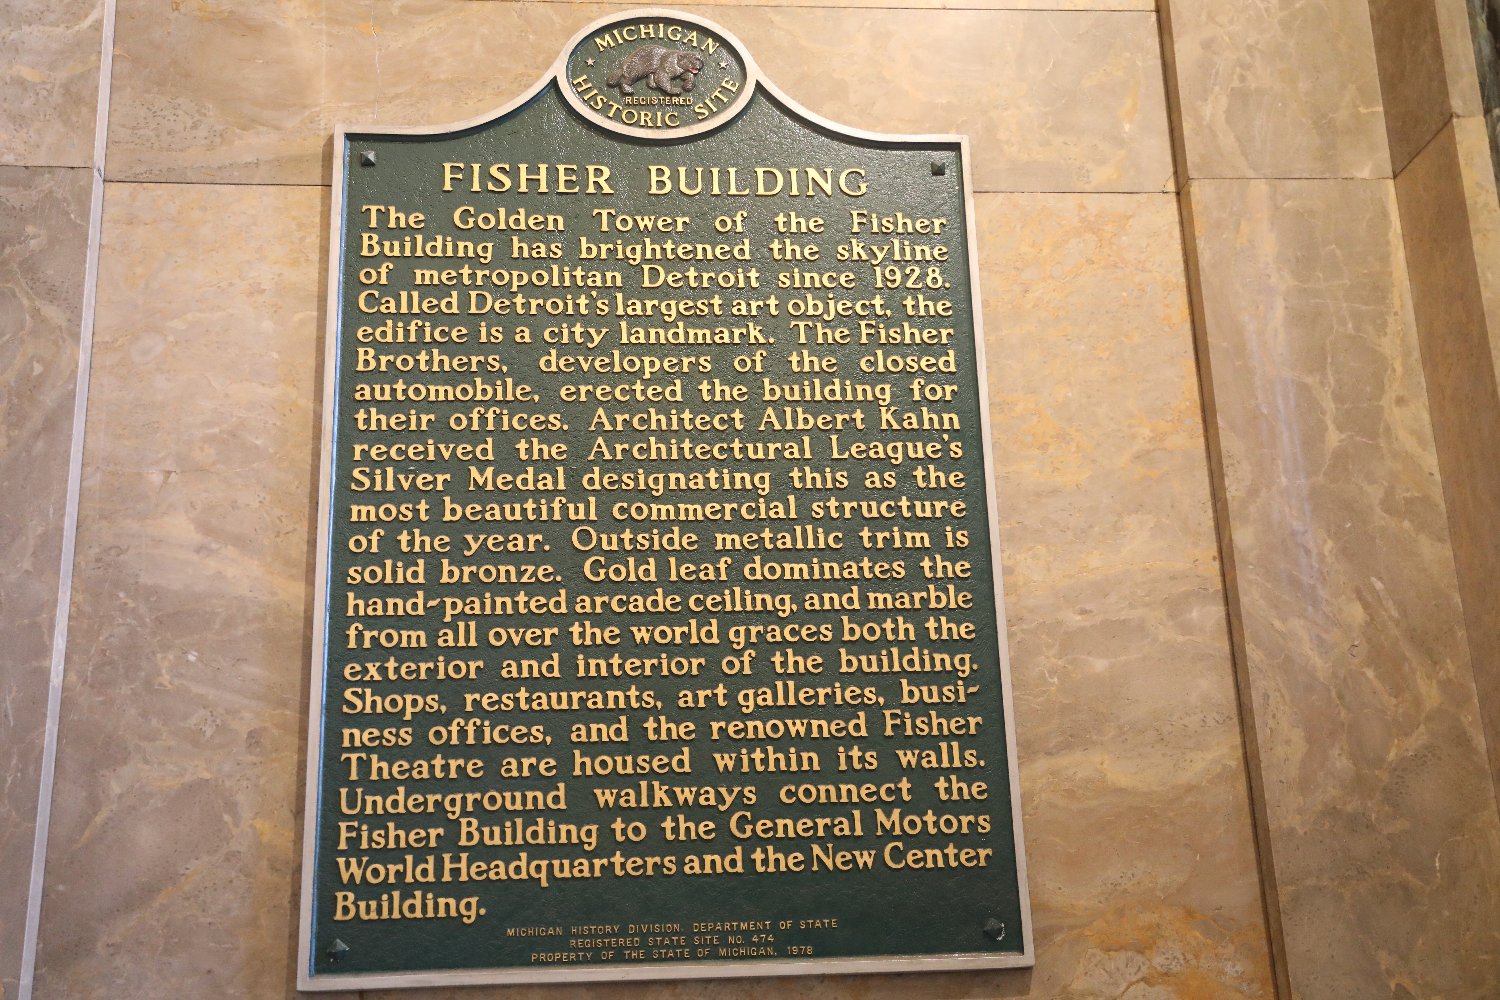 MICHIGAN
REGISTERED
HISTORIC SITE
FISHER BUILDING
The Golden Tower of the Fisher
Building has brightened the skyline
of metropolitan Detroit since 1928.
Called Detroit's largest art object, the
edifice is a city landmark. The Fisher
Brothers, developers of the closed
automobile, erected the building for
their offices. Architect Albert Kahn
received the Architectural League's
Silver Medal designating this as the
most beautiful commercial structure
of the year. Outside metallic trim is
solid bronze. Gold leaf dominates the
hand-painted arcade ceiling, and marble
from all over the world graces both the
exterior and interior of the building.
Shops, restaurants, art galleries, busi-
ness offices, and the renowned Fisher
Theatre are housed within its walls.
Underground walkways connect the
Fisher Building to the General Motors
World Headquarters and the New Center
Building.
MICHIGAN HISTORY DIVISION, DEPARTMENT OF STATE
REGISTERED STATE SITE NO. 474
PROPERTY OF THE STATE OF MICHIGAN, 1978